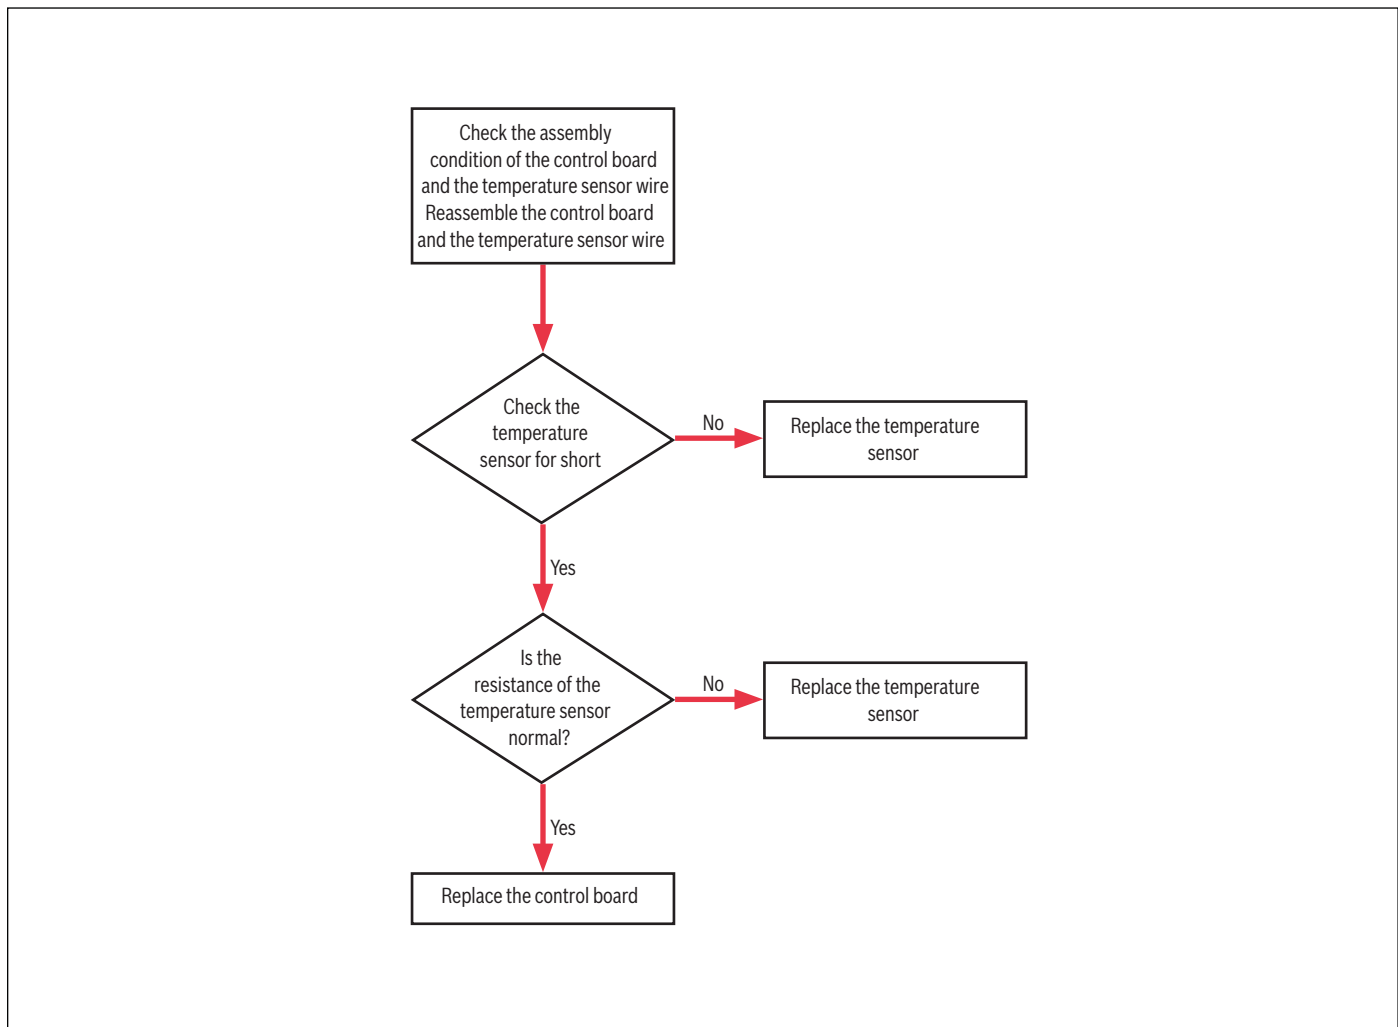 Check the assembly
condition of the control board
and the temperature sensor wire
Reassemble the control board
and the temperature sensor wire
Check the
temperature
sensor for short
No
Replace the temperature
sensor
Yes
Is the
resistance of the
temperature sensor
normal?
No
Replace the temperature
sensor
Yes
Replace the control board